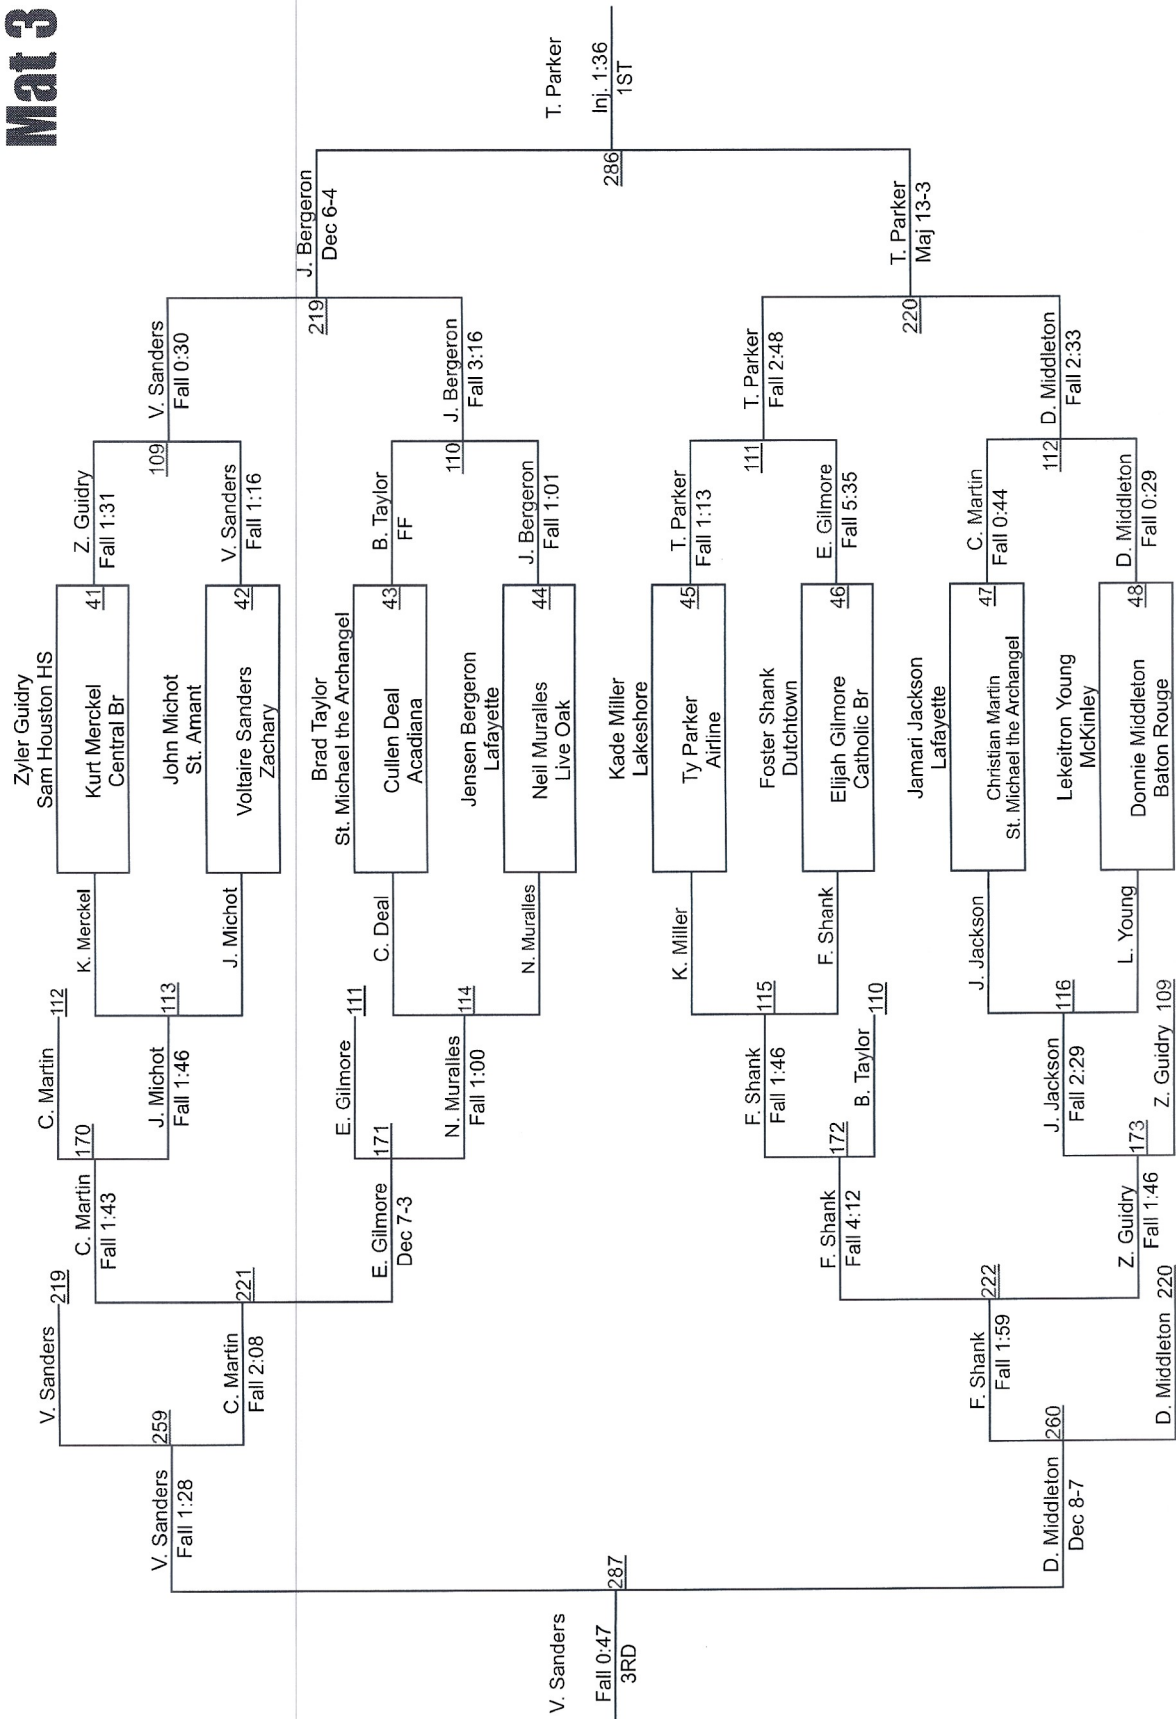 Mat 3
Zyler Guidry
Sam Houston HS
Kurt Merckel
Central Br
41
John Michot
St. Amant
Voltaire Sanders
Zachary
42
Brad Taylor
St. Michael the Archangel
Cullen Deal
Acadiana
43
Jensen Bergeron
Lafayette
Neil Muralles
Live Oak
44
Kade Miller
Lakeshore
Ty Parker
Airline
45
Foster Shank
Dutchtown
Elijah Gilmore
Catholic Br
46
Jamari Jackson
Lafayette
Christian Martin
St. Michael the Archangel
47
Lekeitron Young
McKinley
Donnie Middleton
Baton Rouge
48
Z. Guidry
Fall 1:31
V. Sanders
Fall 1:16
B. Taylor
FF
J. Bergeron
Fall 1:01
T. Parker
Fall 1:13
E. Gilmore
Fall 5:35
C. Martin
Fall 0:44
D. Middleton
Fall 0:29
109
V. Sanders
Fall 0:30
110
J. Bergeron
Fall 3:16
111
T. Parker
Fall 2:48
112
D. Middleton
Fall 2:33
219
J. Bergeron
Dec 6-4
220
T. Parker
Maj 13-3
286
T. Parker
Inj. 1:36
1ST
K. Merckel
J. Michot
C. Deal
N. Muralles
K. Miller
F. Shank
J. Jackson
L. Young
C. Martin
112
113
J. Michot
Fall 1:46
E. Gilmore
111
114
N. Muralles
Fall 1:00
115
F. Shank
Fall 1:46
B. Taylor
110
116
J. Jackson
Fall 2:29
Z. Guidry
109
170
C. Martin
Fall 1:43
171
E. Gilmore
Dec 7-3
172
F. Shank
Fall 4:12
173
Z. Guidry
Fall 1:46
V. Sanders
219
221
C. Martin
Fall 2:08
222
F. Shank
Fall 1:59
D. Middleton
220
259
V. Sanders
Fall 1:28
260
D. Middleton
Dec 8-7
287
V. Sanders
Fall 0:47
3RD